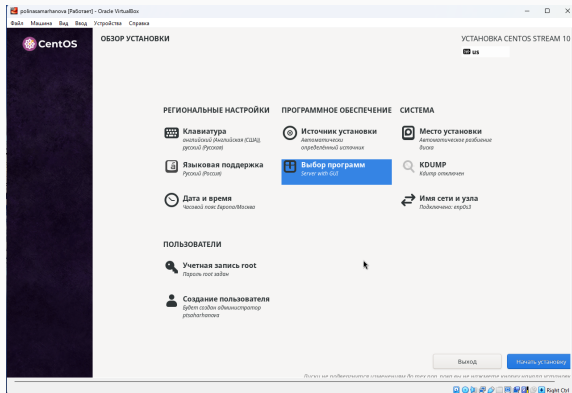 polinasamarhanova [Работает] - Oracle VirtualBox
Файл Машина Вид Ввод Устройства Справка
CentOS
ОБЗОР УСТАНОВКИ
УСТАНОВКА CENTOS STREAM 10
us
РЕГИОНАЛЬНЫЕ НАСТРОЙКИ
Клавиатура
английский (Английская (США)),
русский (Русская)
Языковая поддержка
Русский (Россия)
Дата и время
Часовой пояс Европа/Москва
ПРОГРАММНОЕ ОБЕСПЕЧЕНИЕ
Источник установки
Автоматически
определённый источник
Выбор программ
Server with GUI
СИСТЕМА
Место установки
Автоматическое разбиение
диска
KDUMP
Kdump отключен
Имя сети и узла
Подключено: enp0s3
ПОЛЬЗОВАТЕЛИ
Учетная запись root
Пароль root задан
Создание пользователя
Будет создан администратор
Выход
Начать установку
Right Ctrl